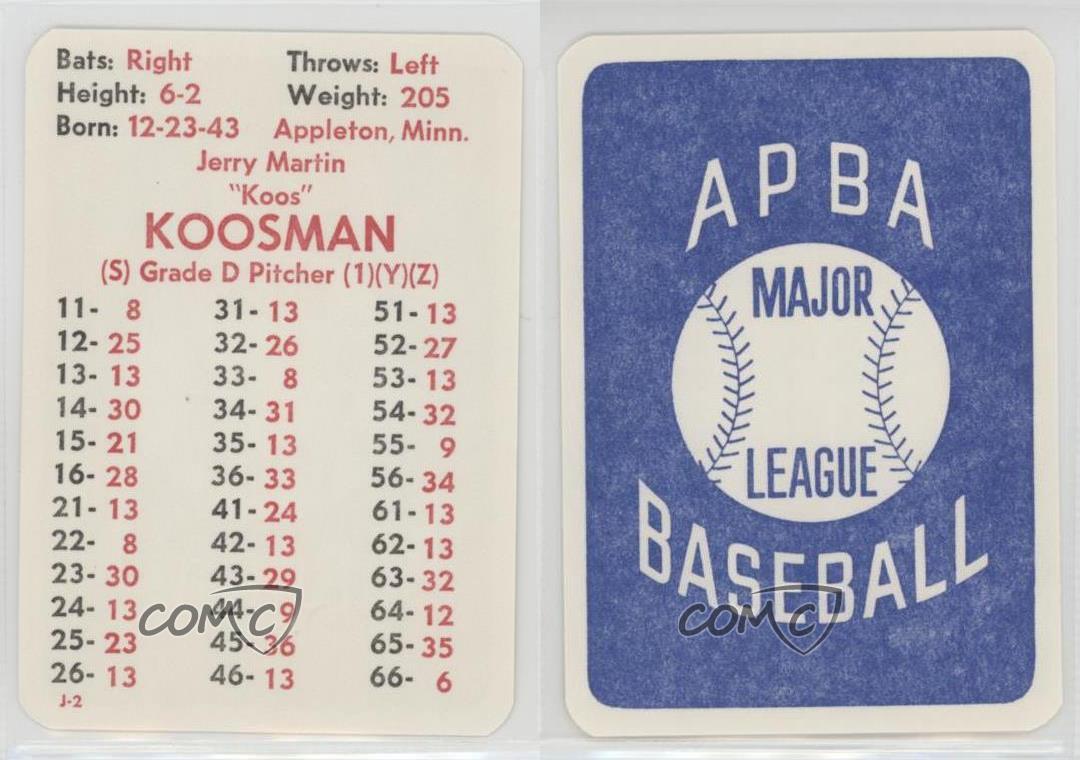 Bats: Right Throws: Left
Height: 6-2 Weight: 205
Born: 12-23-43 Appleton, Minn.
Jerry Martin
"Koos"
KOOSMAN
(S) Grade D Pitcher (1)(Y)(Z)
11- 8 31- 13 51- 13
12- 25 32- 26 52- 27
13- 13 33- 8 53- 13
14- 30 34- 31 54- 32
15- 21 35- 13 55- 9
16- 28 36- 33 56- 34
21- 13 41- 24 61- 13
22- 8 42- 13 62- 13
23- 30 43- 29 63- 32
24- 13 44- 9 64- 12
25- 23 45- 36 65- 35
26- 13 46- 13 66- 6
J-2
COMC
APBA
MAJOR
LEAGUE
BASEBALL
COMC